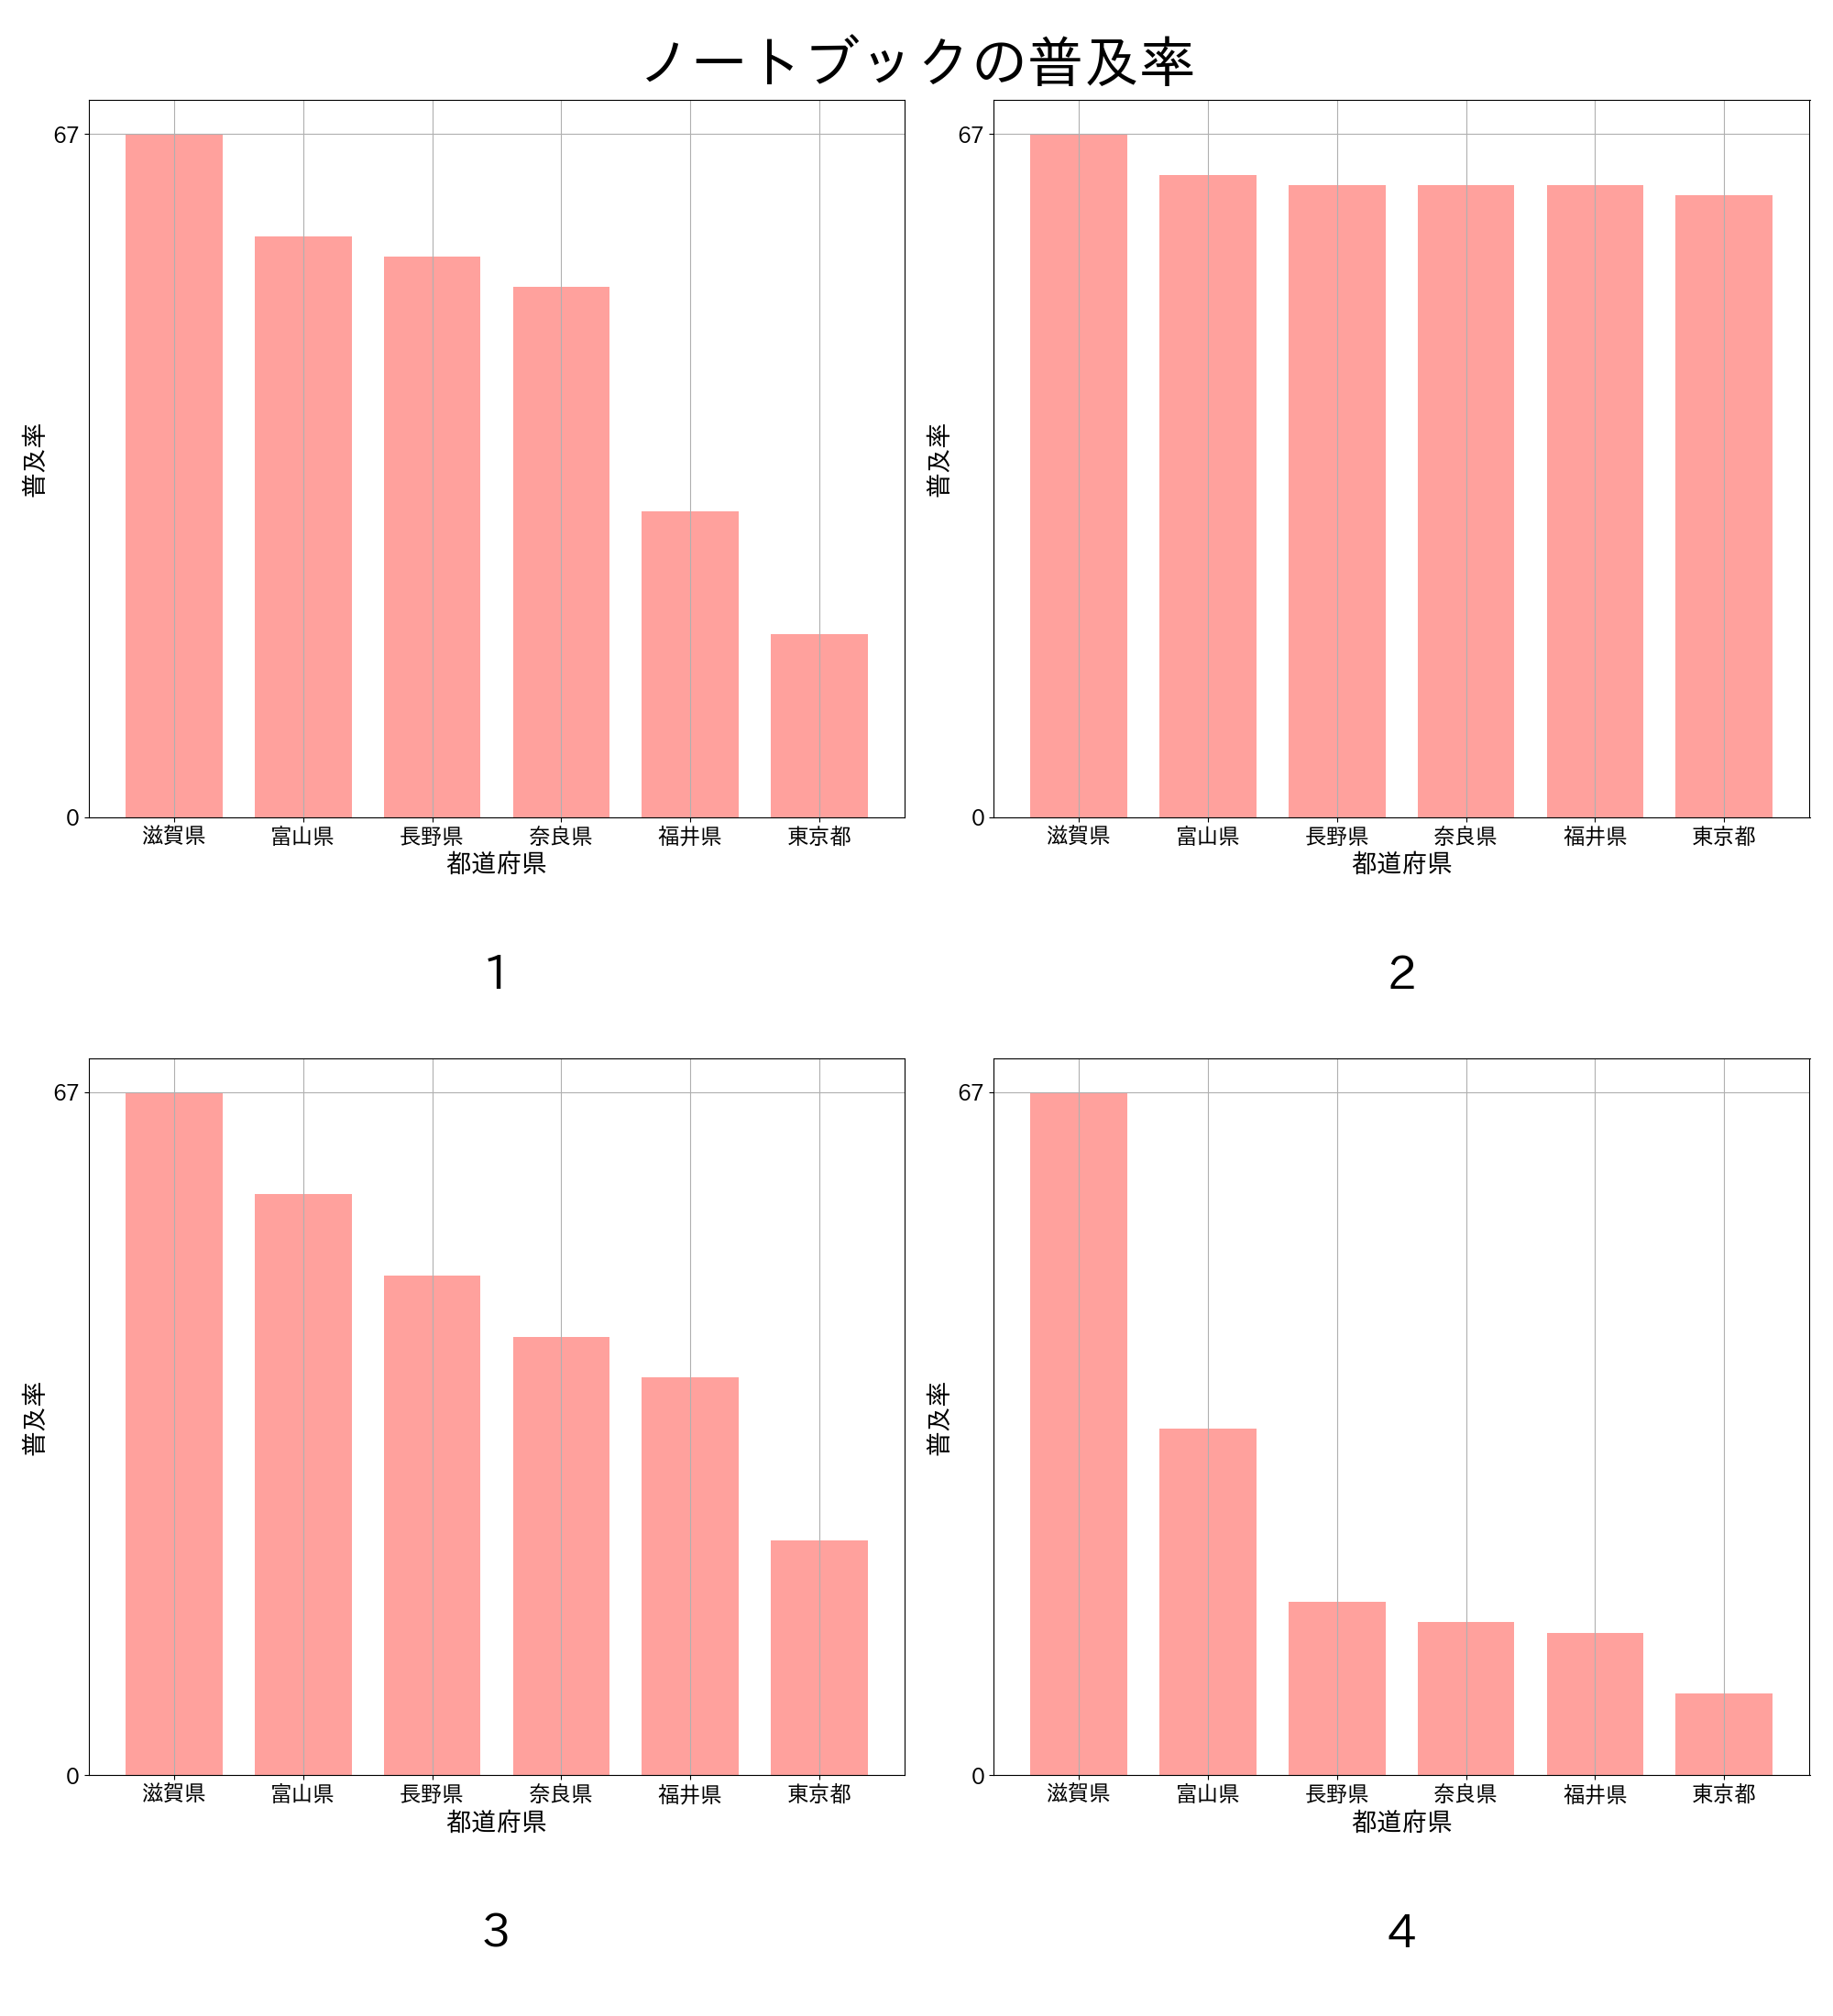 ノートブックの普及率
67
0
普及率
滋賀県 富山県 長野県 奈良県 福井県 東京都
都道府県
1
67
0
普及率
滋賀県 富山県 長野県 奈良県 福井県 東京都
都道府県
2
67
0
普及率
滋賀県 富山県 長野県 奈良県 福井県 東京都
都道府県
3
67
0
普及率
滋賀県 富山県 長野県 奈良県 福井県 東京都
都道府県
4